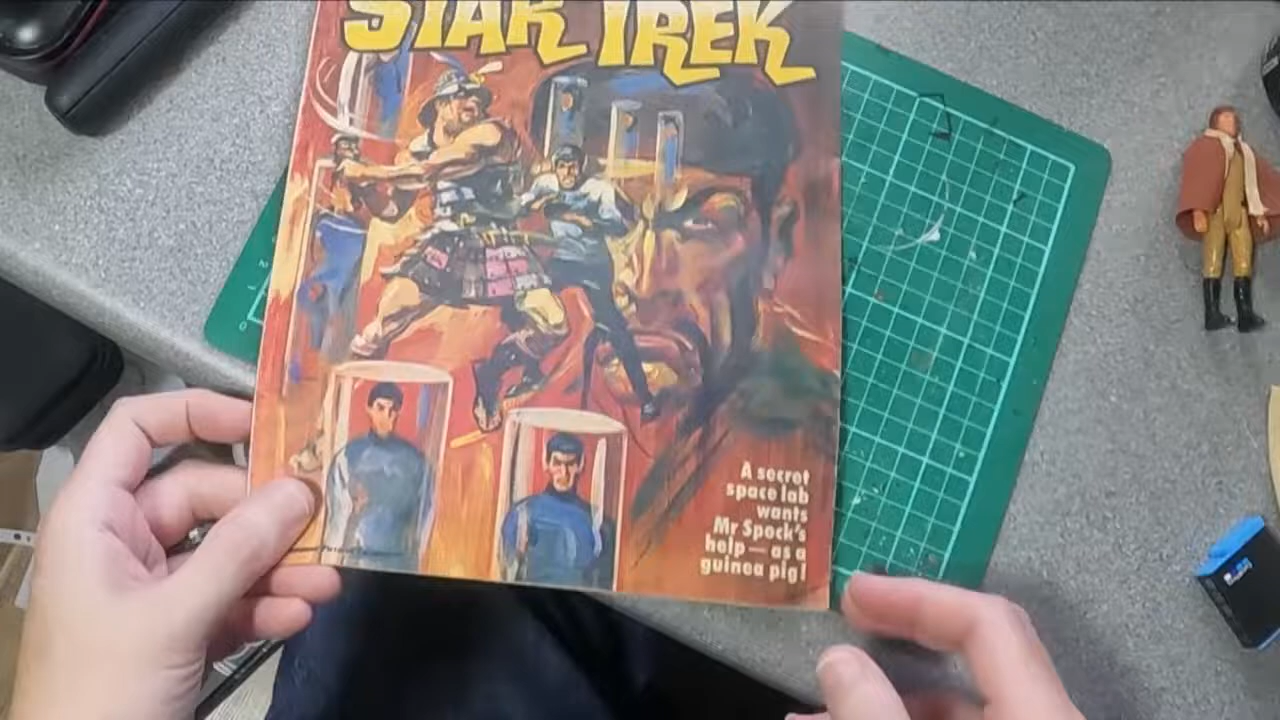 STAR TREK
A secret
space lab
wants
Mr Spock's
help — as a
guinea pig!